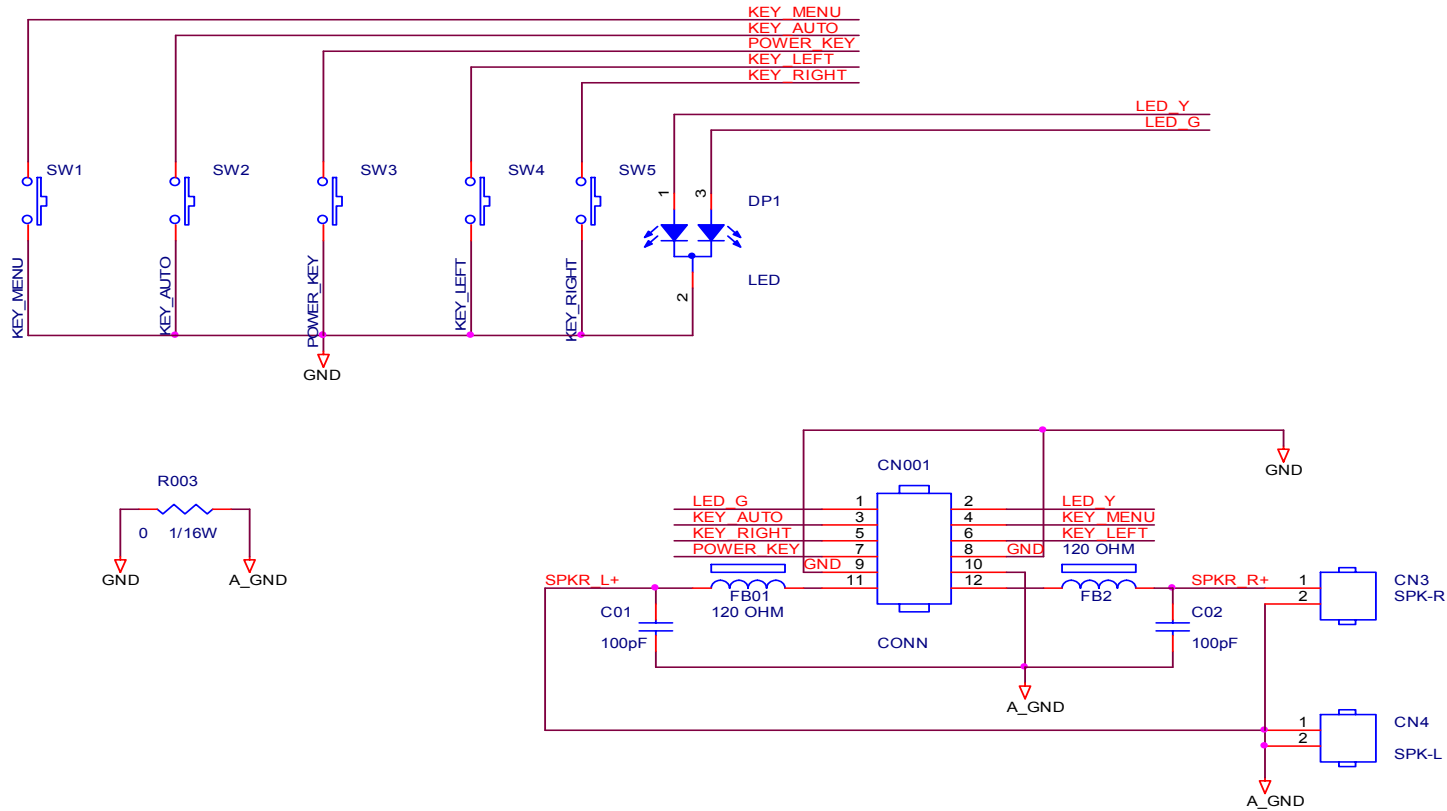 KEY_MENU
KEY_AUTO
POWER_KEY
KEY_LEFT
KEY_RIGHT
LED_Y
LED_G
SW1
SW2
SW3
SW4
SW5
1
3
DP1
LED
2
KEY_MENU
KEY_AUTO
POWER_KEY
KEY_LEFT
KEY_RIGHT
GND
R003
0 1/16W
GND
A_GND
GND
CN001
LED_G 1 2 LED_Y
KEY_AUTO 3 4 KEY_MENU
KEY_RIGHT 5 6 KEY_LEFT
POWER_KEY 7 8 GND 120 OHM
GND 9 10
SPKR_L+ 11 12 SPKR_R+
FB01
120 OHM
FB2
C01
100pF
C02
100pF
CONN
A_GND
1
2
CN3
SPK-R
1
2
CN4
SPK-L
A_GND